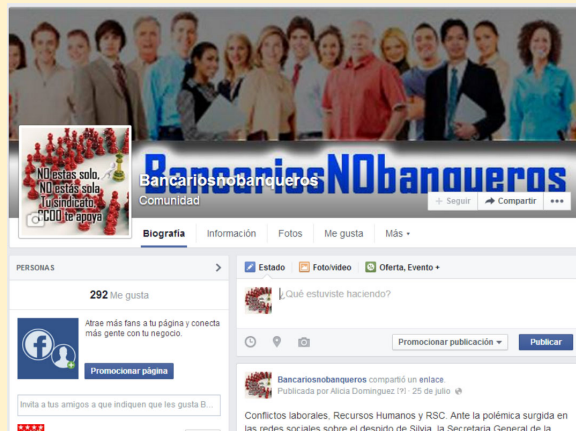 BancariosNObanqueros
NO estas solo,
NO estás sola
Tu sindicato,
CCOO te apoya
Bancariosnobanqueros
Comunidad
Seguir
Compartir
Biografía Información Fotos Me gusta Más
PERSONAS
292 Me gusta
Atrae más fans a tu página y conecta
más gente con tu negocio.
Promocionar página
Invita a tus amigos a que indiquen que les gusta B...
Estado Foto/video Oferta, Evento +
¿Qué estuviste haciendo?
Promocionar publicación
Publicar
Bancariosnobanqueros compartió un enlace.
Publicada por Alicia Dominguez [?] · 25 de julio
Conflictos laborales, Recursos Humanos y RSC. Ante la polémica surgida en
las redes sociales sobre el despido de Silvia, la Secretaria General de la